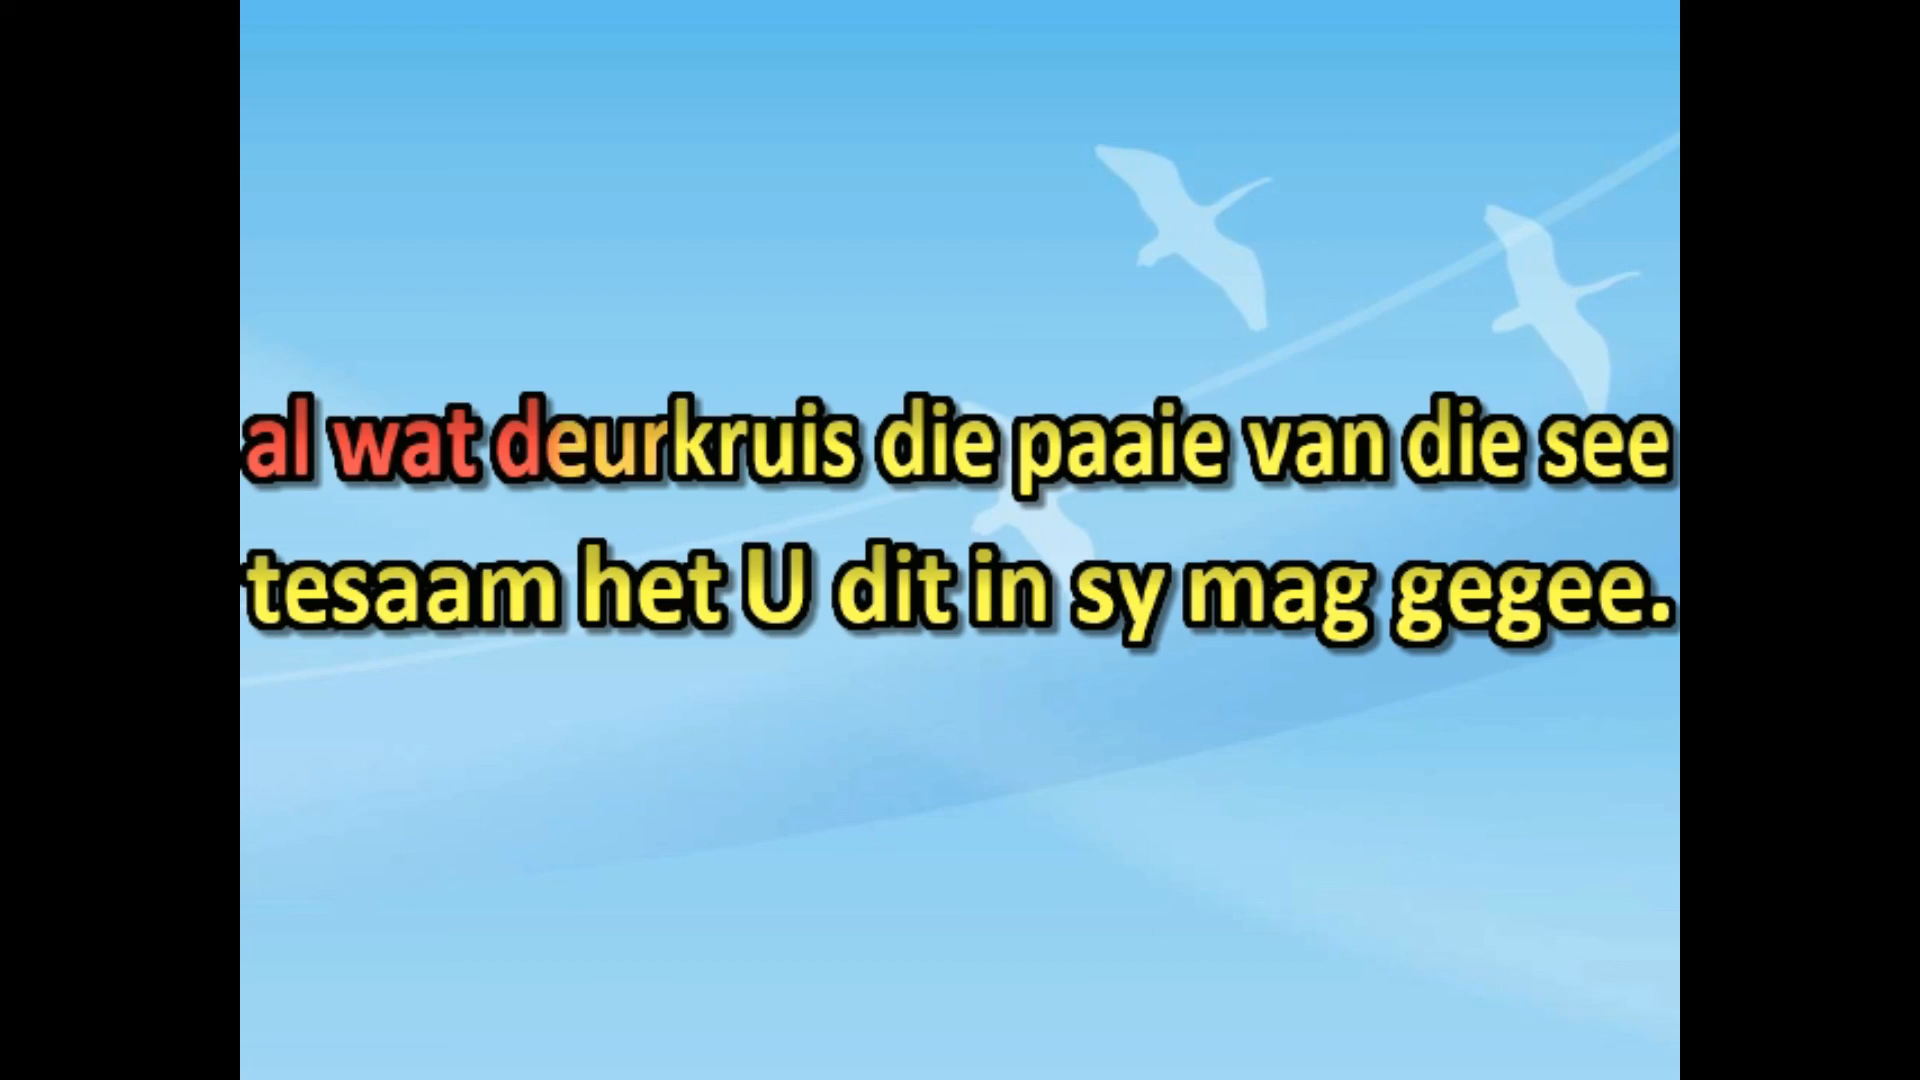 al wat deurkruis die paaie van die see
tesaam het U dit in sy mag gegee.